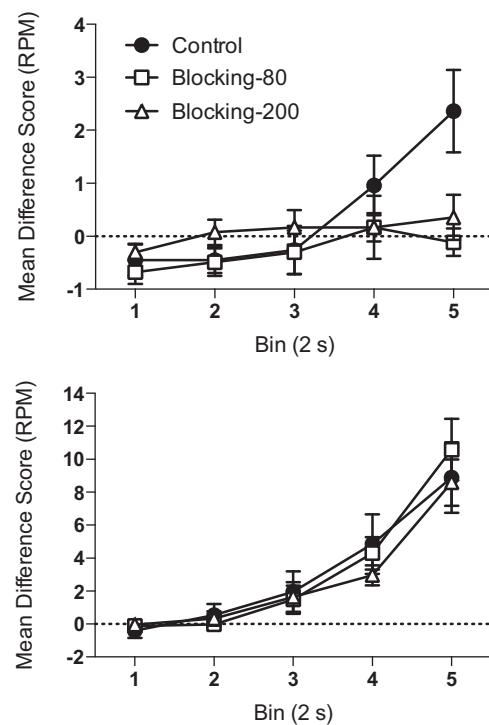 Mean Difference Score (RPM)
4
3
2
1
0
-1
Control
Blocking-80
Blocking-200
1 2 3 4 5
Bin (2 s)
Mean Difference Score (RPM)
14
12
10
8
6
4
2
0
-2
1 2 3 4 5
Bin (2 s)